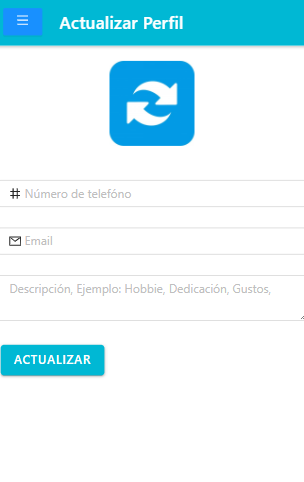 Actualizar Perfil
Número de telefóno
Email
Descripción, Ejemplo: Hobbie, Dedicación, Gustos,
ACTUALIZAR